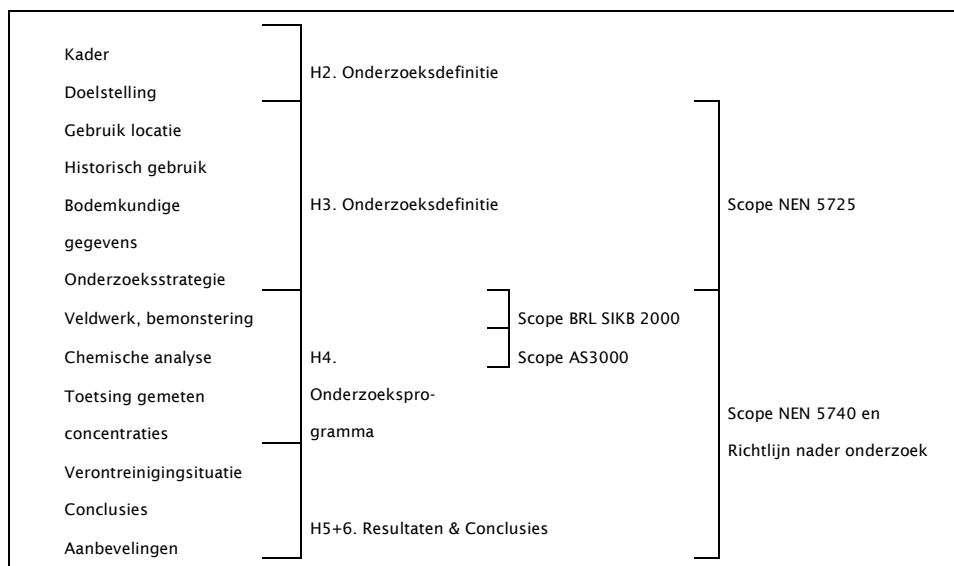 Kader
H2. Onderzoeksdefinitie
Doelstelling
Gebruik locatie
Historisch gebruik
Bodemkundige
H3. Onderzoeksdefinitie
Scope NEN 5725
gegevens
Onderzoeksstrategie
Veldwerk, bemonstering
Scope BRL SIKB 2000
Chemische analyse
H4.
Scope AS3000
Toetsing gemeten
Onderzoekspro-
concentraties
gramma
Scope NEN 5740 en
Richtlijn nader onderzoek
Verontreinigingsituatie
Conclusies
H5+6. Resultaten & Conclusies
Aanbevelingen